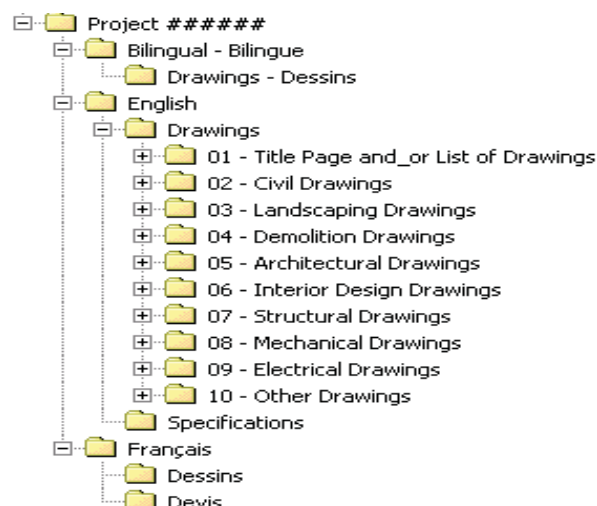 Project ######
Bilingual - Bilingue
Drawings - Dessins
English
Drawings
01 - Title Page and_or List of Drawings
02 - Civil Drawings
03 - Landscaping Drawings
04 - Demolition Drawings
05 - Architectural Drawings
06 - Interior Design Drawings
07 - Structural Drawings
08 - Mechanical Drawings
09 - Electrical Drawings
10 - Other Drawings
Specifications
Français
Dessins
Devis